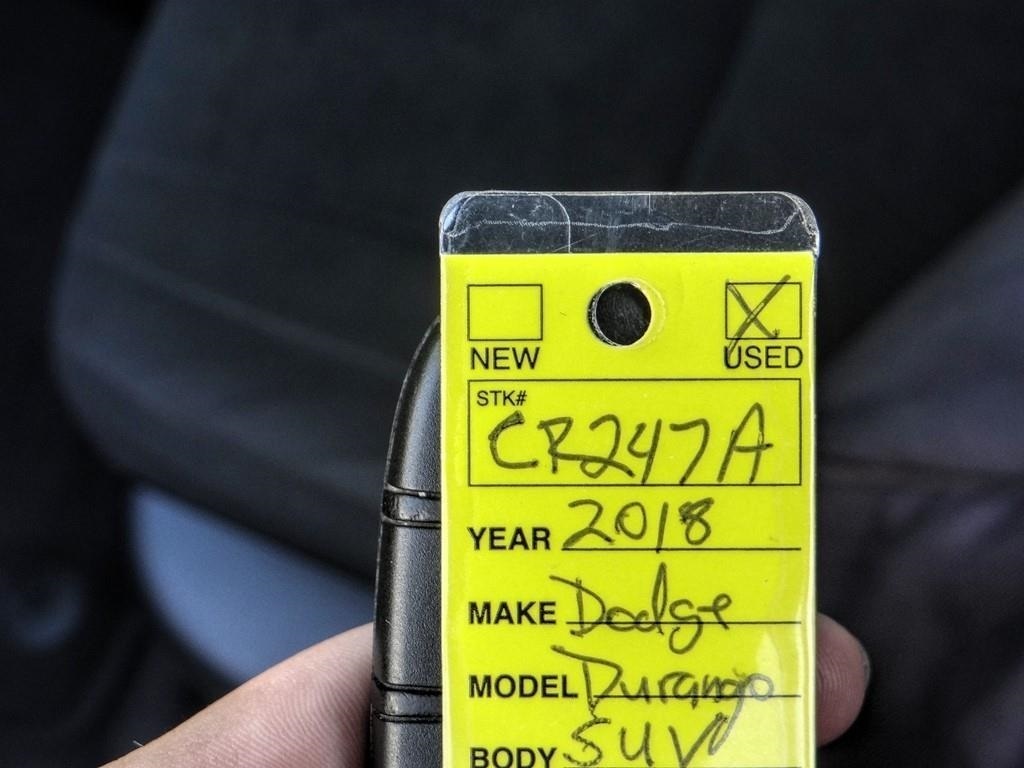 NEW USED
STK#
CR247A
YEAR 2018
MAKE Dodge
MODEL Durango
BODY SUV